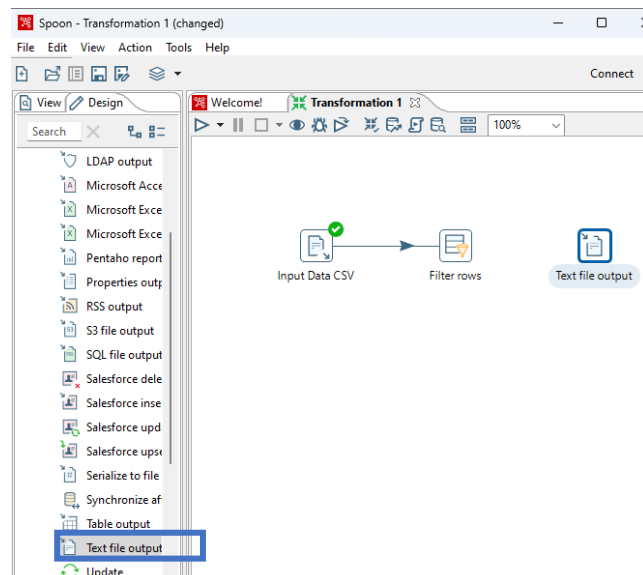 Spoon - Transformation 1 (changed)
File Edit View Action Tools Help
Connect
View Design
Welcome! Transformation 1
Search
100%
LDAP output
Microsoft Acce
Microsoft Exce
Microsoft Exce
Pentaho report
Properties outp
RSS output
S3 file output
SQL file output
Salesforce dele
Salesforce inse
Salesforce upd
Salesforce upse
Serialize to file
Synchronize af
Table output
Text file output
Update
Input Data CSV
Filter rows
Text file output